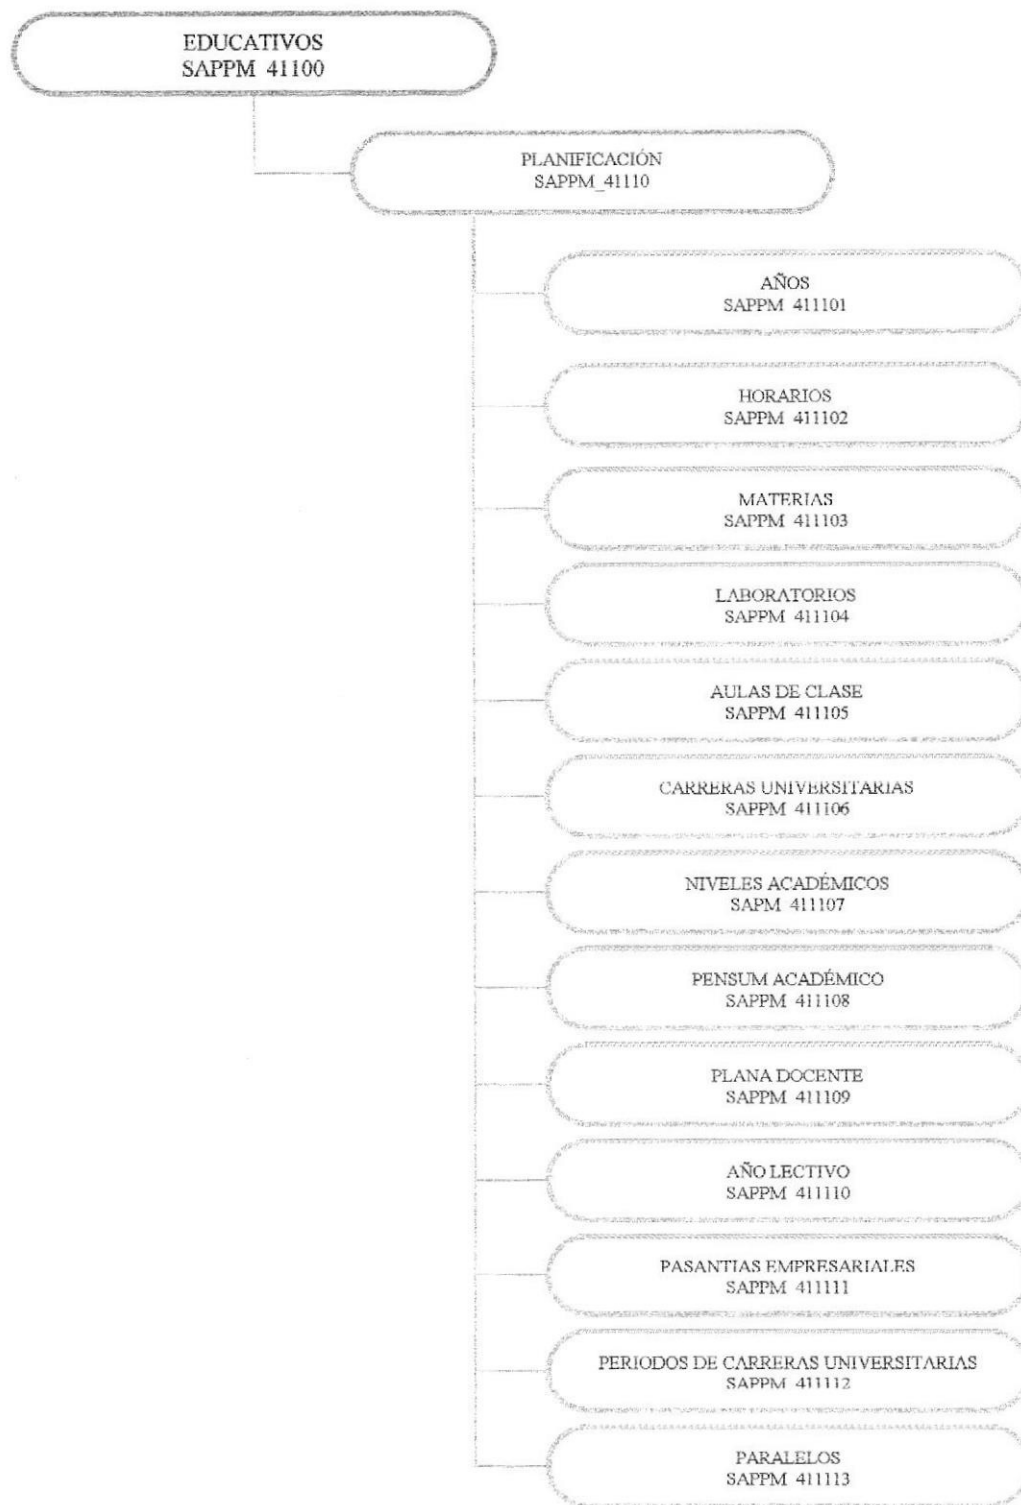 EDUCATIVOS
SAPPM 41100
PLANIFICACIÓN
SAPPM_41110
AÑOS
SAPPM 411101
HORARIOS
SAPPM 411102
MATERIAS
SAPPM 411103
LABORATORIOS
SAPPM 411104
AULAS DE CLASE
SAPPM 411105
CARRERAS UNIVERSITARIAS
SAPPM 411106
NIVELES ACADÉMICOS
SAPM 411107
PENSUM ACADÉMICO
SAPPM 411108
PLANA DOCENTE
SAPPM 411109
AÑO LECTIVO
SAPPM 411110
PASANTIAS EMPRESARIALES
SAPPM 411111
PERIODOS DE CARRERAS UNIVERSITARIAS
SAPPM 411112
PARALELOS
SAPPM 411113